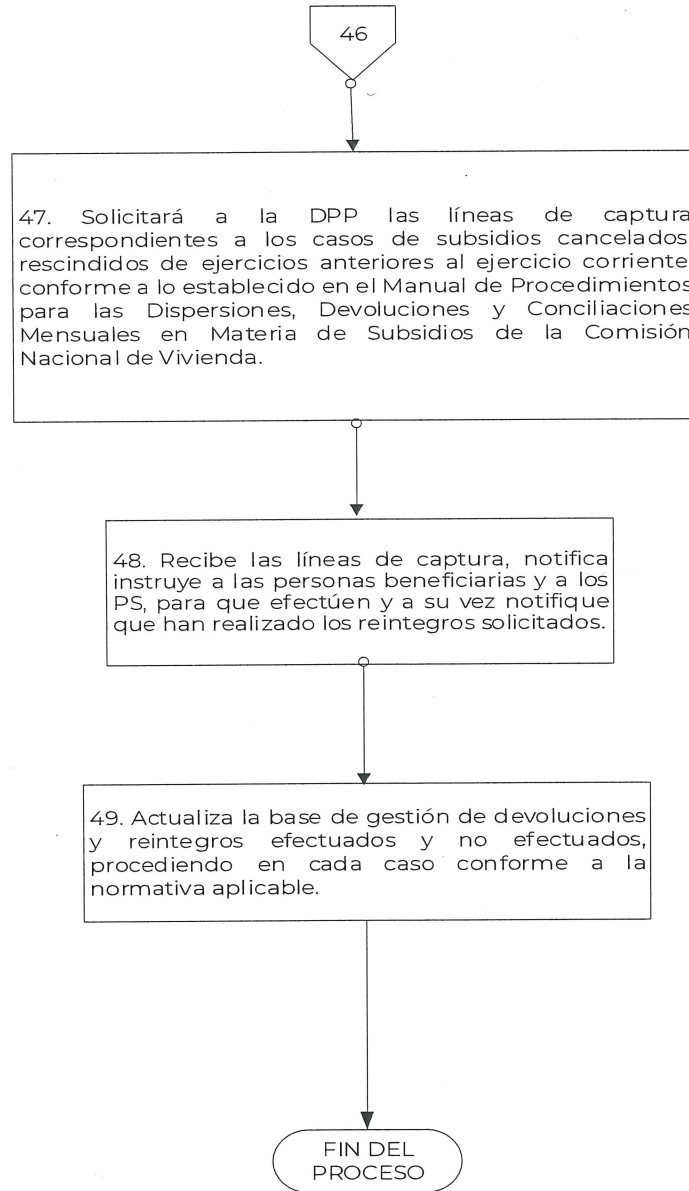 46
47. Solicitará a la DPP las líneas de captura
correspondientes a los casos de subsidios cancelados
rescindidos de ejercicios anteriores al ejercicio corriente
conforme a lo establecido en el Manual de Procedimientos
para las Dispersiones, Devoluciones y Conciliaciones
Mensuales en Materia de Subsidios de la Comisión
Nacional de Vivienda.
48. Recibe las líneas de captura, notifica
instruye a las personas beneficiarias y a los
PS, para que efectúen y a su vez notifique
que han realizado los reintegros solicitados.
49. Actualiza la base de gestión de devoluciones
y reintegros efectuados y no efectuados,
procediendo en cada caso conforme a la
normativa aplicable.
FIN DEL
PROCESO